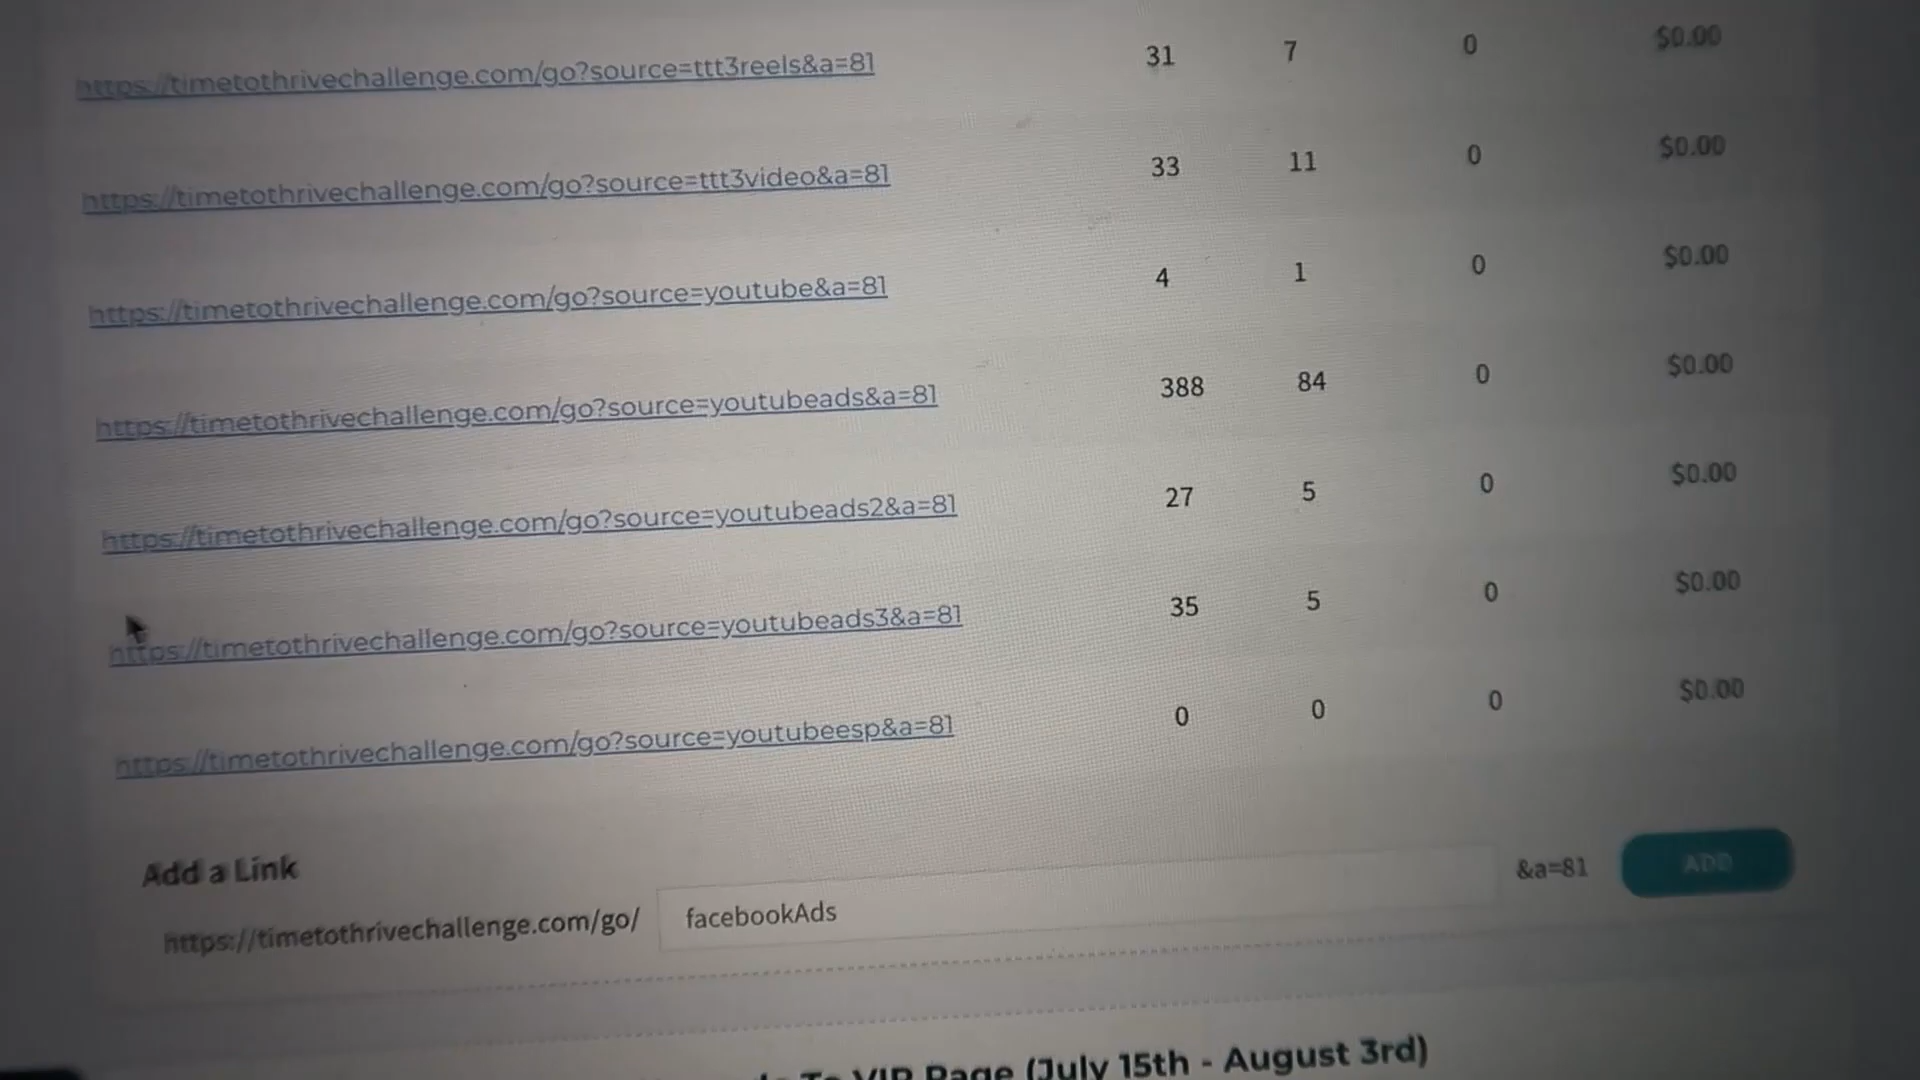 https://timetothrivechallenge.com/go?source=ttt3reels&a=81 31 7 0 $0.00
https://timetothrivechallenge.com/go?source=ttt3video&a=81 33 11 0 $0.00
https://timetothrivechallenge.com/go?source=youtube&a=81 4 1 0 $0.00
https://timetothrivechallenge.com/go?source=youtubeads&a=81 388 84 0 $0.00
https://timetothrivechallenge.com/go?source=youtubeads2&a=81 27 5 0 $0.00
https://timetothrivechallenge.com/go?source=youtubeads3&a=81 35 5 0 $0.00
https://timetothrivechallenge.com/go?source=youtubeesp&a=81 0 0 0 $0.00
Add a Link
https://timetothrivechallenge.com/go/ facebookAds &a=81 ADD
To VIP Page (July 15th - August 3rd)